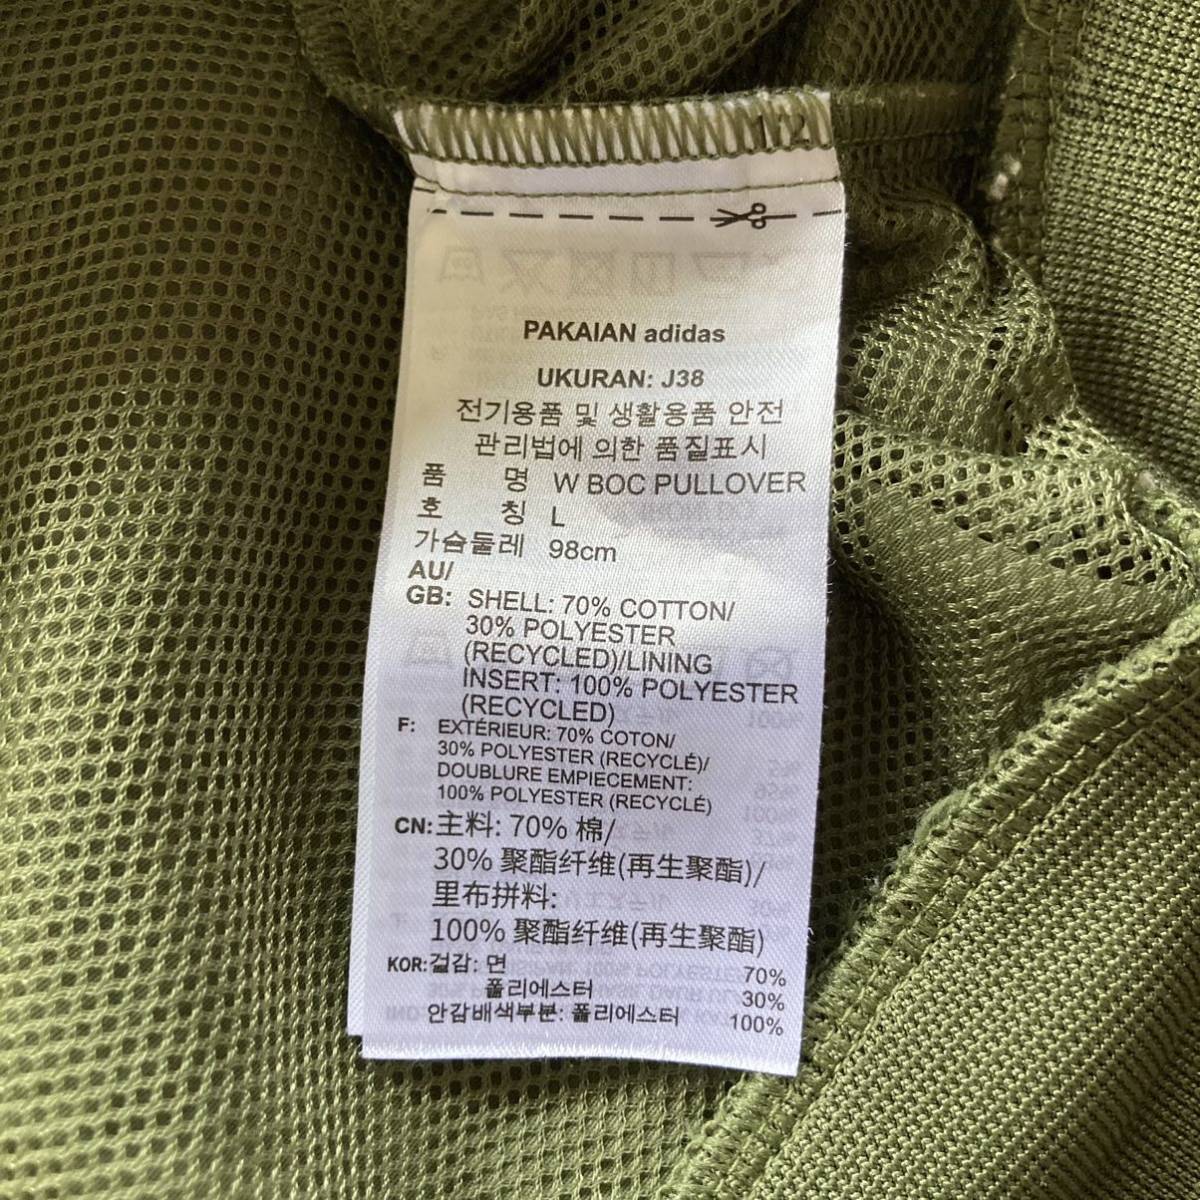 PAKAIAN adidas
UKURAN: J38
전기용품 및 생활용품 안전
관리법에 의한 품질표시
품 명 W BOC PULLOVER
호 칭 L
가슴둘레 98cm
AU/
GB: SHELL: 70% COTTON/
30% POLYESTER
(RECYCLED)/LINING
INSERT: 100% POLYESTER
(RECYCLED)
F: EXTÉRIEUR: 70% COTON/
30% POLYESTER (RECYCLÉ)/
DOUBLURE EMPIECEMENT:
100% POLYESTER (RECYCLÉ)
CN: 主料: 70% 棉/
30% 聚酯纤维(再生聚酯)/
里布拼料:
100% 聚酯纤维(再生聚酯)
KOR: 겉감: 면 70%
폴리에스터 30%
안감배색부분: 폴리에스터 100%